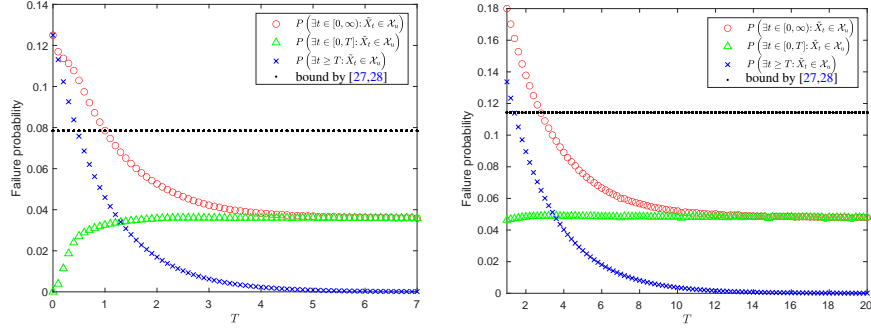 0.14
0.12
0.1
0.08
0.06
0.04
0.02
0
Failure probability
0 1 2 3 4 5 6 7
T
P (∃t ∈ [0, ∞): X̃ₜ ∈ 𝒳ᵤ)
P (∃t ∈ [0, T]: X̃ₜ ∈ 𝒳ᵤ)
P (∃t ≥ T: X̃ₜ ∈ 𝒳ᵤ)
bound by [27,28]
0.18
0.16
0.14
0.12
0.1
0.08
0.06
0.04
0.02
0
Failure probability
2 4 6 8 10 12 14 16 18 20
T
P (∃t ∈ [0, ∞): X̃ₜ ∈ 𝒳ᵤ)
P (∃t ∈ [0, T]: X̃ₜ ∈ 𝒳ᵤ)
P (∃t ≥ T: X̃ₜ ∈ 𝒳ᵤ)
bound by [27,28]